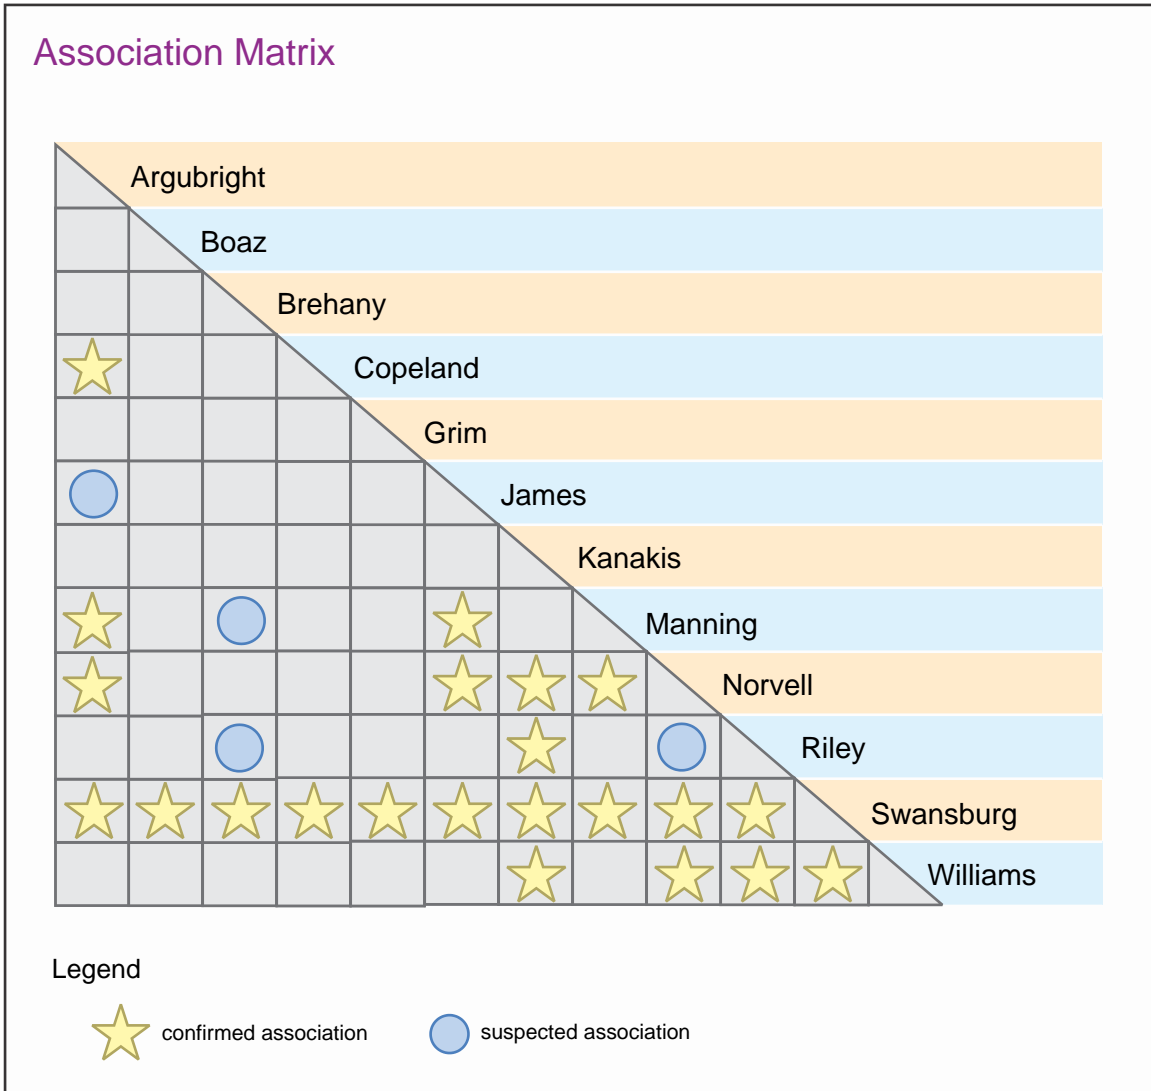 Association Matrix
Argubright
Boaz
Brehany
Copeland
Grim
James
Kanakis
Manning
Norvell
Riley
Swansburg
Williams
Legend
confirmed association
suspected association